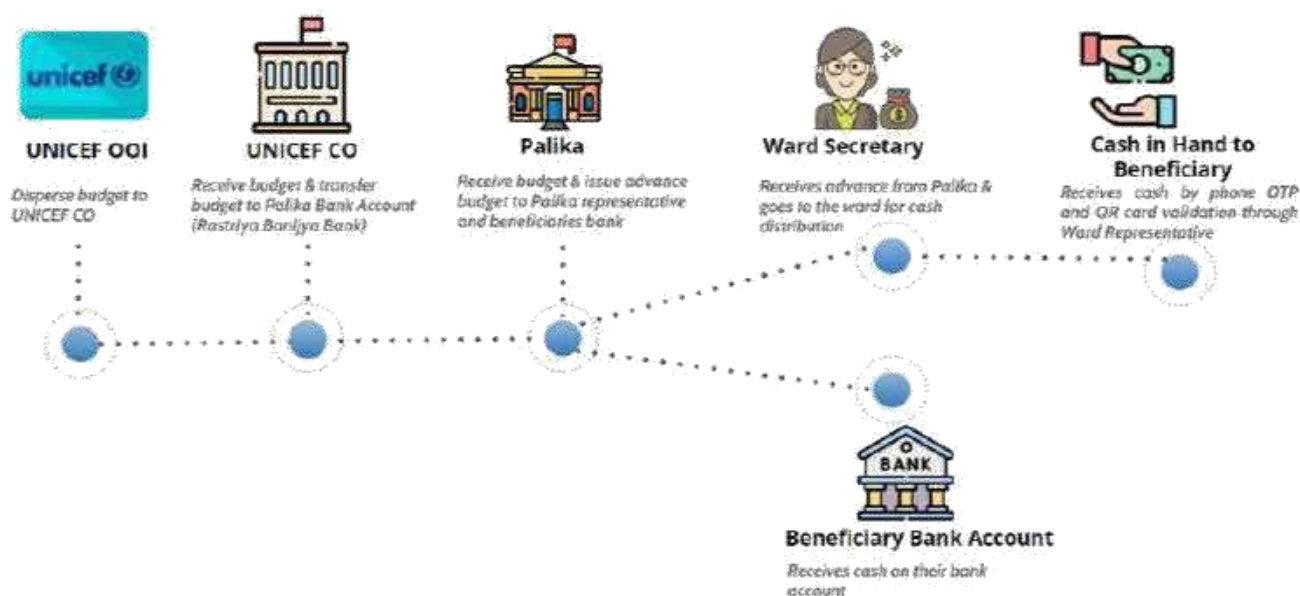 unicef
UNICEF OOI
Disperse budget to
UNICEF CO
UNICEF CO
Receive budget & transfer
budget to Palika Bank Account
(Rastriya Banijya Bank)
Palika
Receive budget & issue advance
budget to Palika representative
and beneficiaries bank
Ward Secretary
Receives advance from Palika &
goes to the ward for cash
distribution
Cash in Hand to
Beneficiary
Receives cash by phone OTP
and QR card validation through
Ward Representative
BANK
Beneficiary Bank Account
Receives cash on their bank
account